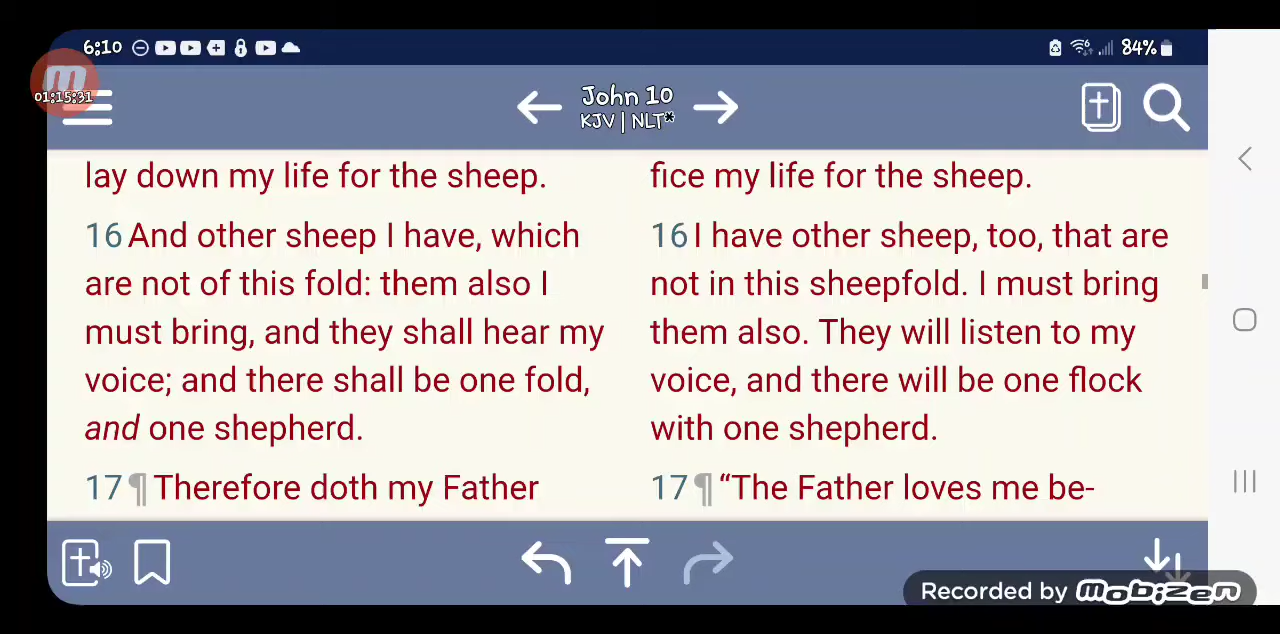 6:10 84%
01:15:31
John 10
KJV | NLT*
lay down my life for the sheep.
16 And other sheep I have, which
are not of this fold: them also I
must bring, and they shall hear my
voice; and there shall be one fold,
and one shepherd.
17 ¶ Therefore doth my Father
fice my life for the sheep.
16 I have other sheep, too, that are
not in this sheepfold. I must bring
them also. They will listen to my
voice, and there will be one flock
with one shepherd.
17 ¶ “The Father loves me be-
Recorded by Mobizen